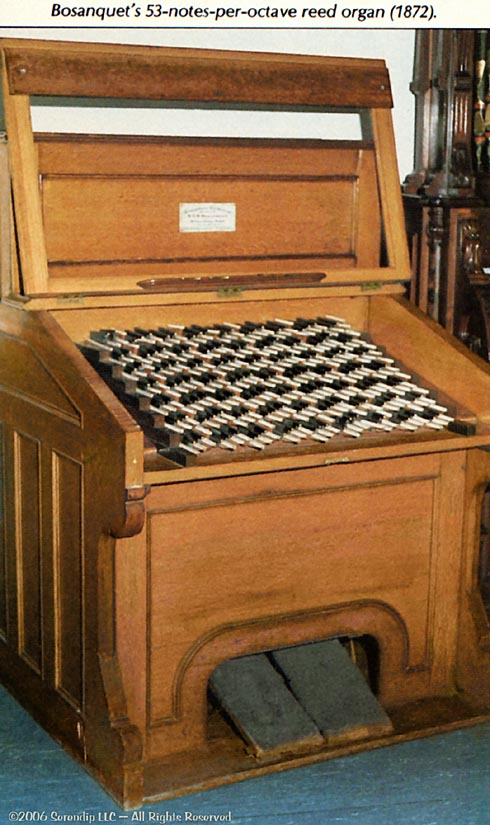 Bosanquet's 53-notes-per-octave reed organ (1872).
©2006 Serendip LLC — All Rights Reserved